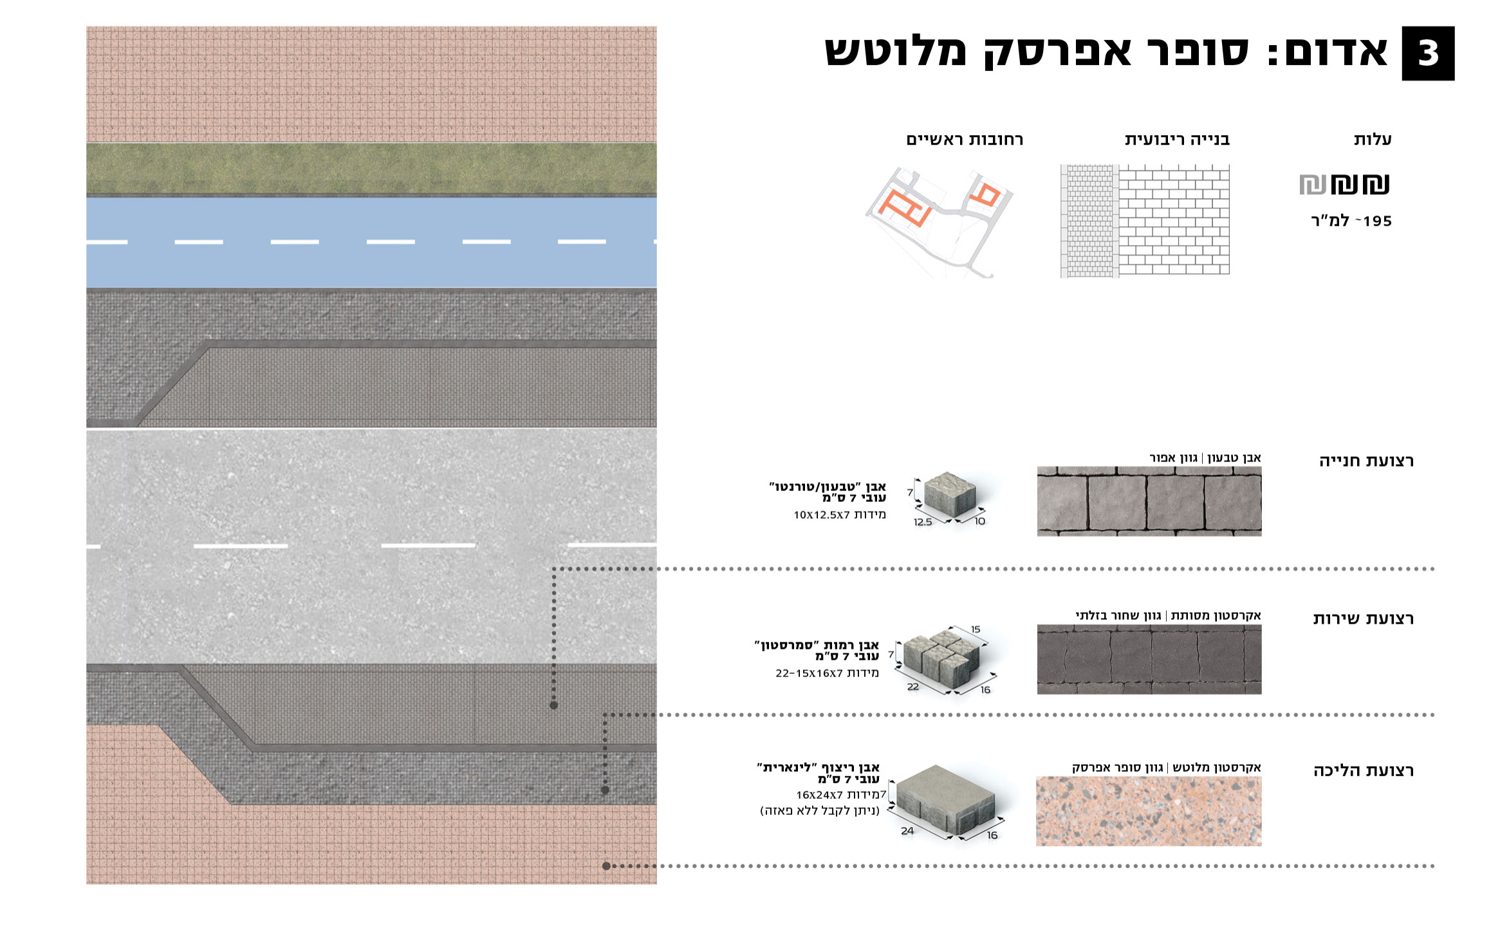 3 אדום: סופר אפרסק מלוטש
עלות
בנייה ריבועית
רחובות ראשיים
₪₪₪
~195 למ"ר
רצועת חנייה
אבן טבעון | גוון אפור
אבן "טבעון/טורנטו"
עובי 7 ס"מ
מידות 10x12.5x7
7
12.5
10
רצועת שירות
אקרסטון מסותת | גוון שחור בזלתי
אבן רמות "סמרסטון"
עובי 7 ס"מ
מידות 22-15x16x7
15
7
22
16
רצועת הליכה
אקרסטון מלוטש | גוון סופר אפרסק
אבן ריצוף "לינארית"
עובי 7 ס"מ
מידות 16x24x7
(ניתן לקבל ללא פאזה)
7
24
16